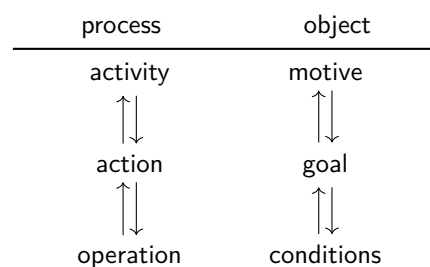 process object
activity motive
action goal
operation conditions